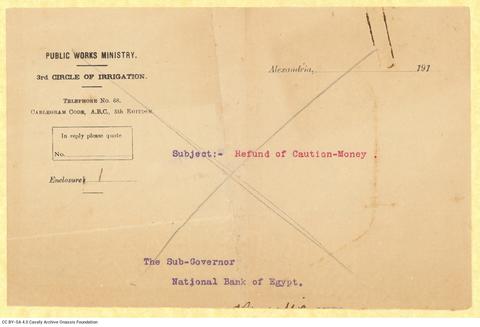 PUBLIC WORKS MINISTRY.
3rd CIRCLE OF IRRIGATION.
TELEPHONE No. 68.
CABLEGRAM CODE, A.B.C., 5th EDITION.
In reply please quote
No.
Enclosure 1
Alexandria, 191
Subject:- Refund of Caution-Money .
The Sub-Governor
National Bank of Egypt.
CC BY-SA 4.0 Cavafy Archive Onassis Foundation